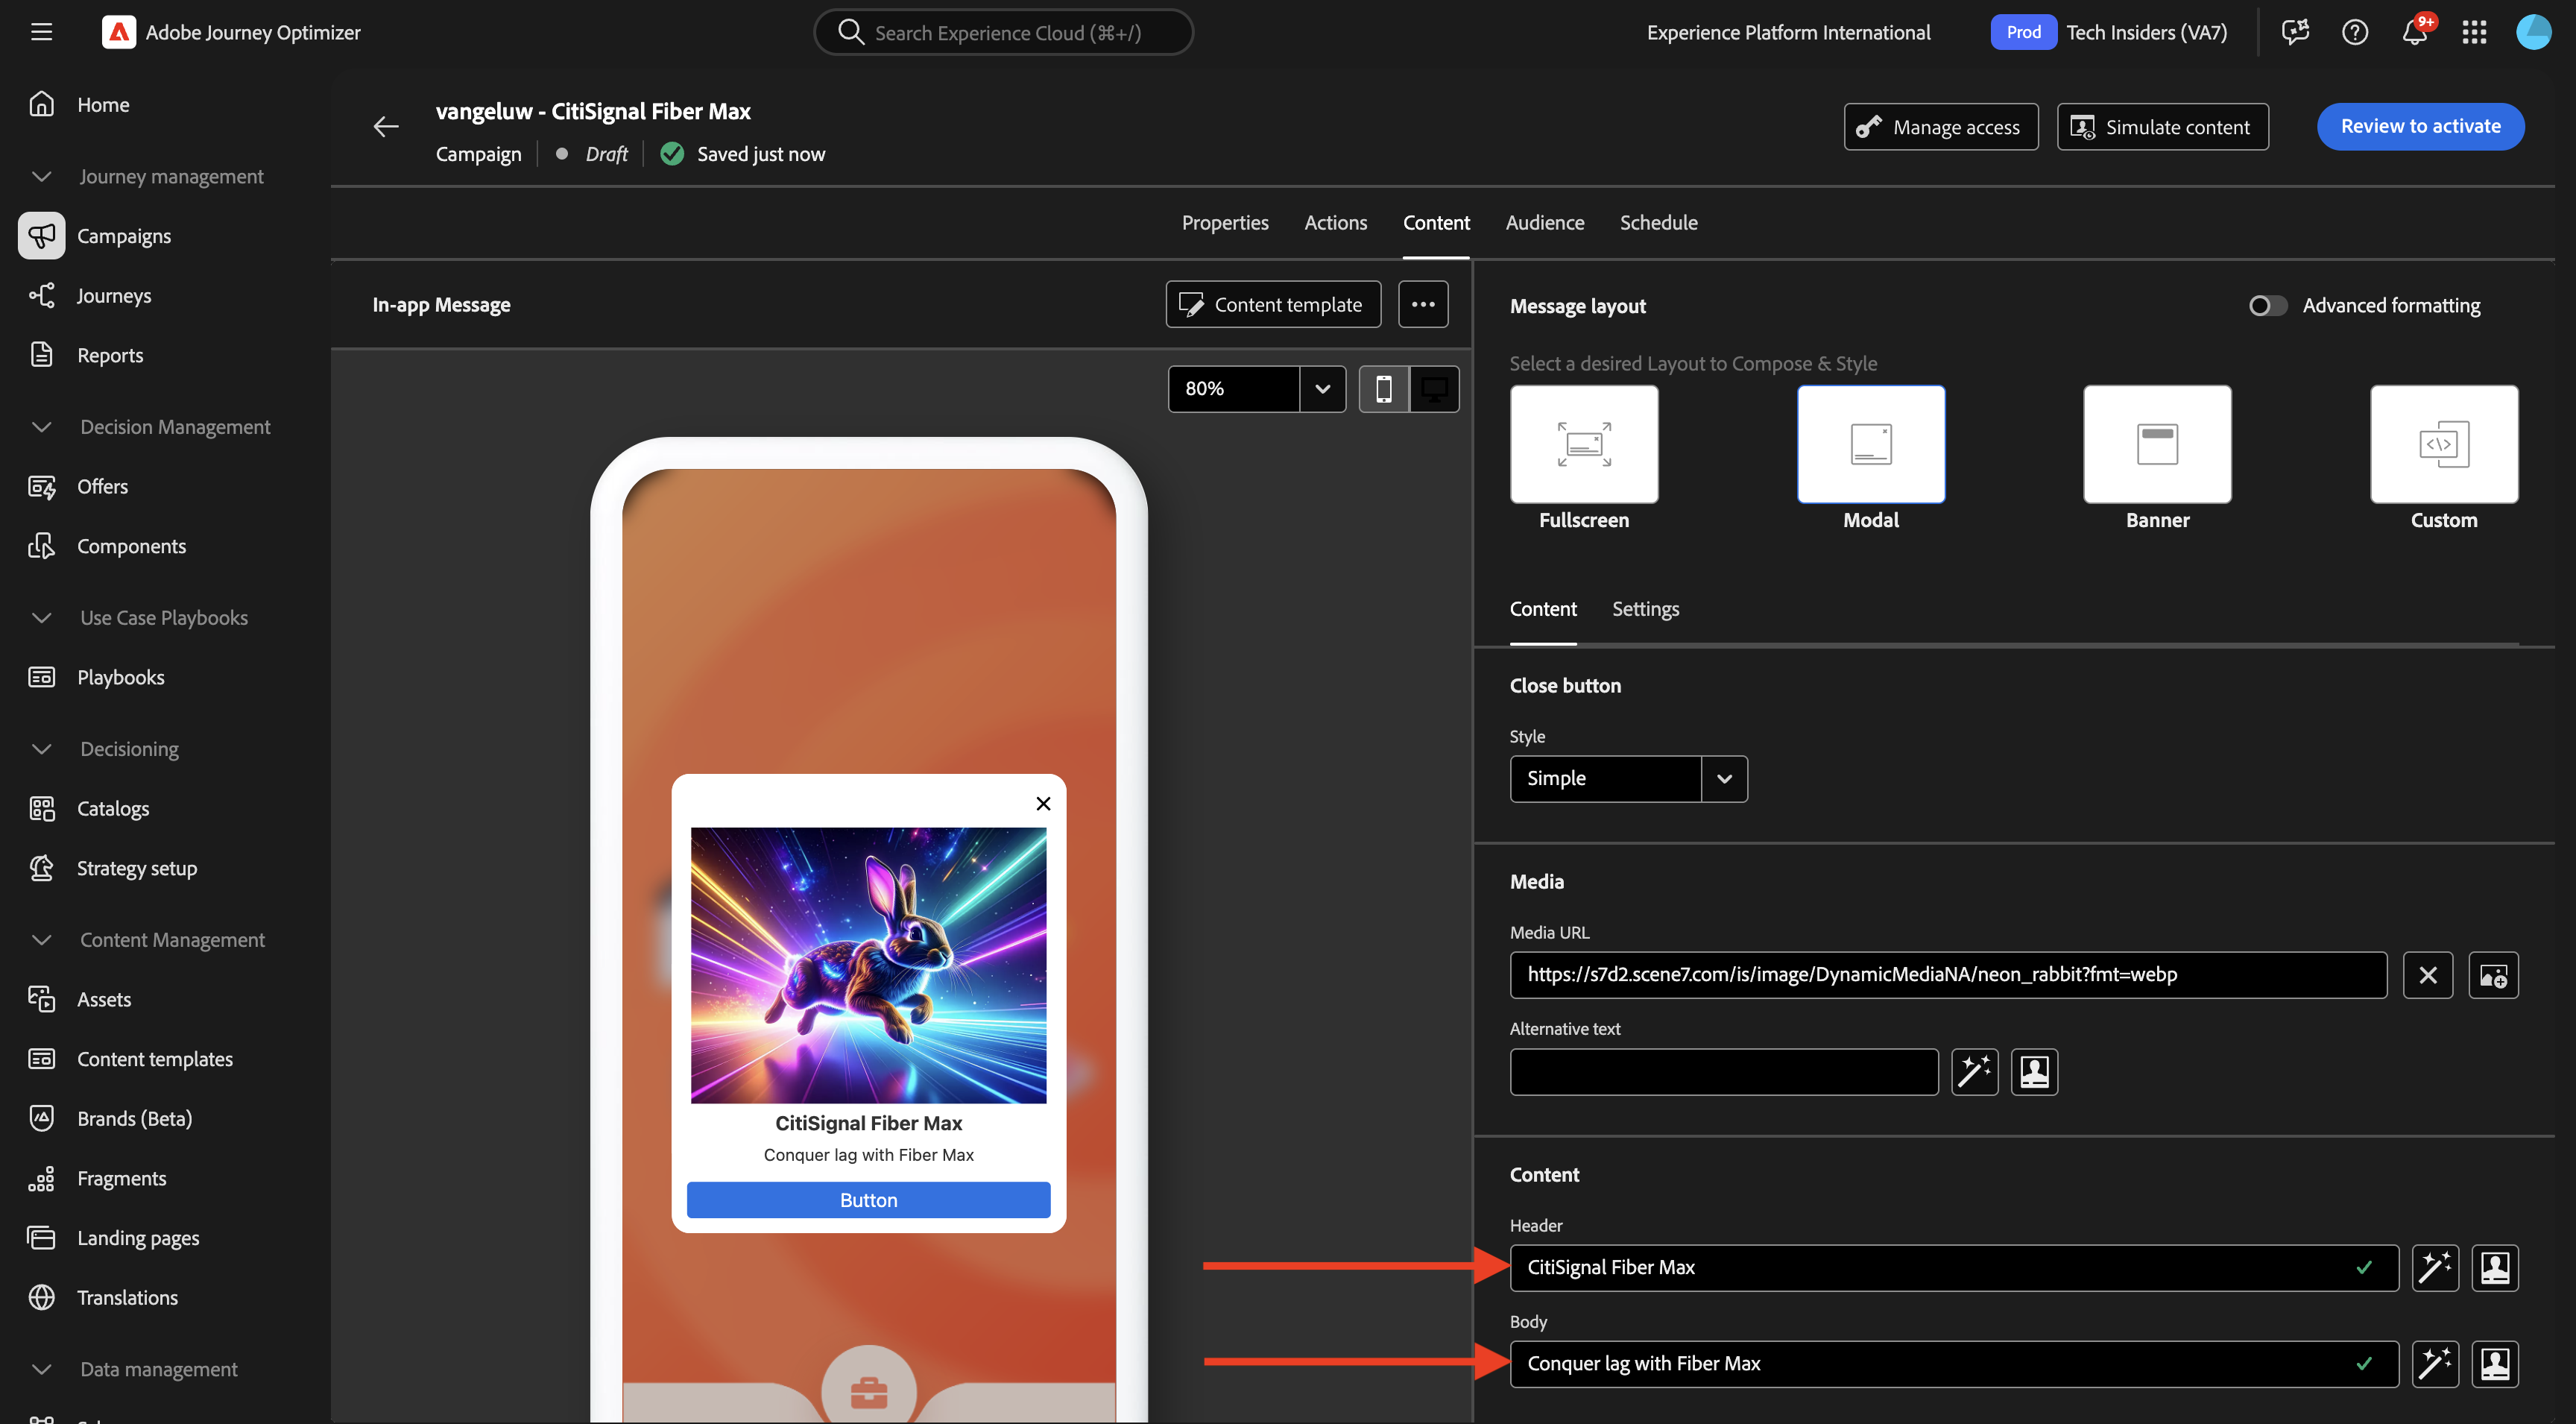 Adobe Journey Optimizer
Search Experience Cloud (⌘+/)
Experience Platform International
Prod
Tech Insiders (VA7)
9+
Home
Journey management
Campaigns
Journeys
Reports
Decision Management
Offers
Components
Use Case Playbooks
Playbooks
Decisioning
Catalogs
Strategy setup
Content Management
Assets
Content templates
Brands (Beta)
Fragments
Landing pages
Translations
Data management
vangeluw - CitiSignal Fiber Max
Campaign
Draft
Saved just now
Manage access
Simulate content
Review to activate
Properties
Actions
Content
Audience
Schedule
In-app Message
Content template
80%
CitiSignal Fiber Max
Conquer lag with Fiber Max
Button
Message layout
Advanced formatting
Select a desired Layout to Compose & Style
Fullscreen
Modal
Banner
Custom
Content
Settings
Close button
Style
Simple
Media
Media URL
https://s7d2.scene7.com/is/image/DynamicMediaNA/neon_rabbit?fmt=webp
Alternative text
Content
Header
CitiSignal Fiber Max
Body
Conquer lag with Fiber Max